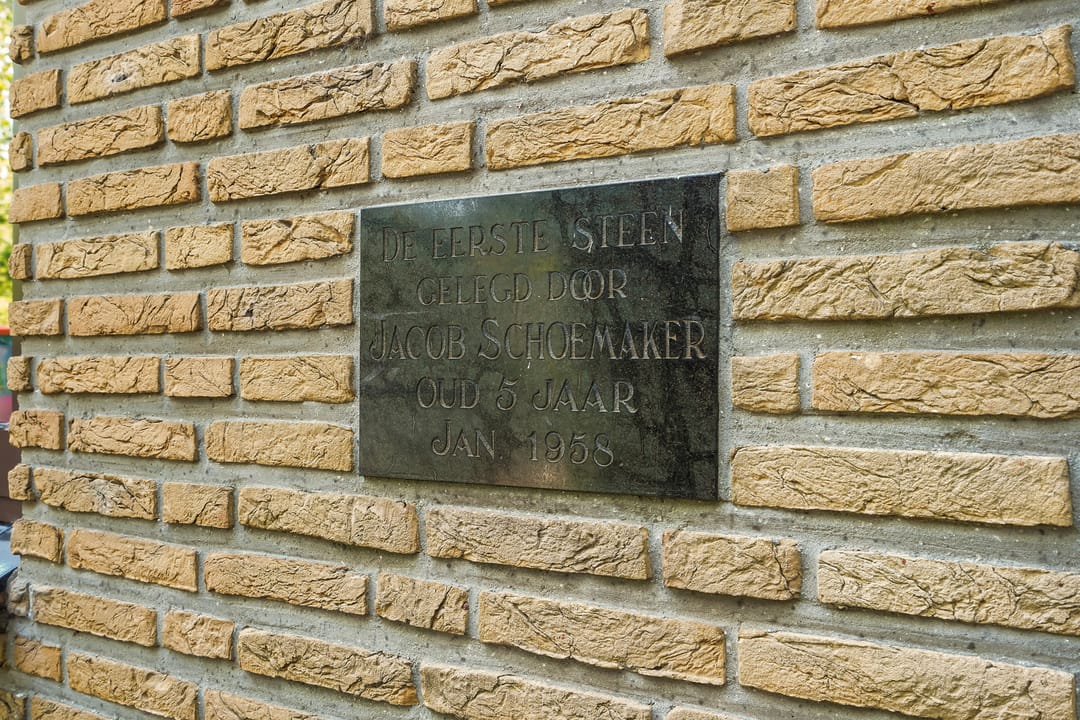 DE EERSTE STEEN
GELEGD DOOR
JACOB SCHOEMAKER
OUD 5 JAAR
JAN. 1958